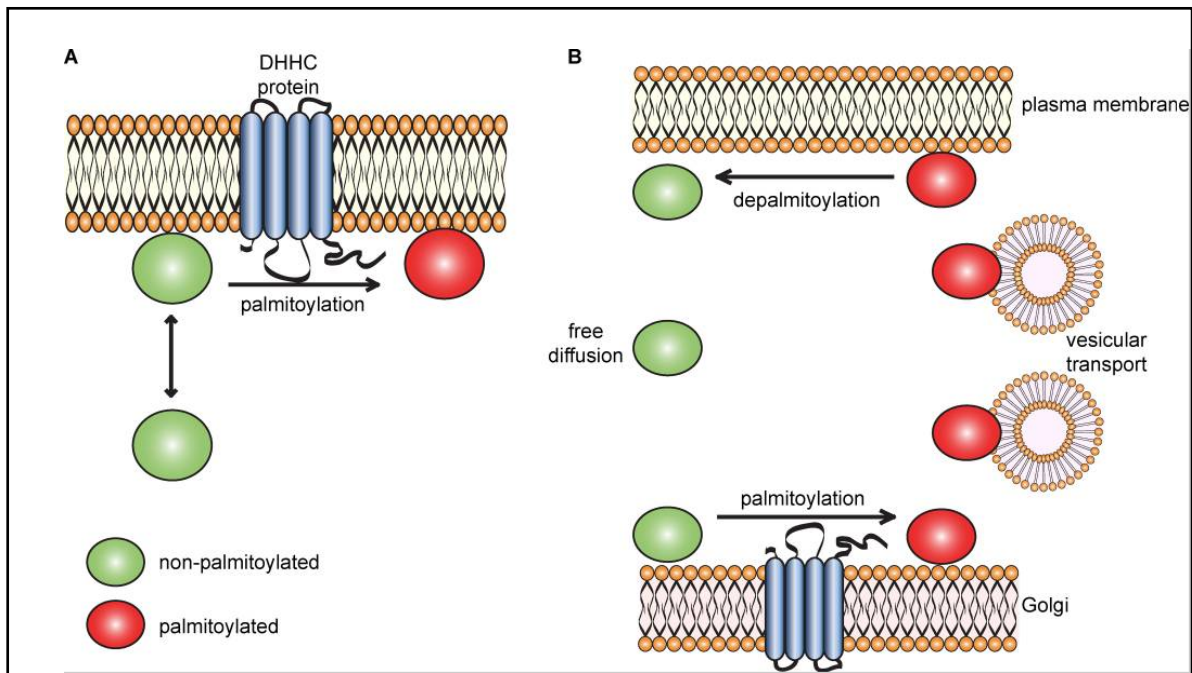 A
DHHC
protein
palmitoylation
non-palmitoylated
palmitoylated
B
plasma membrane
depalmitoylation
free
diffusion
vesicular
transport
palmitoylation
Golgi